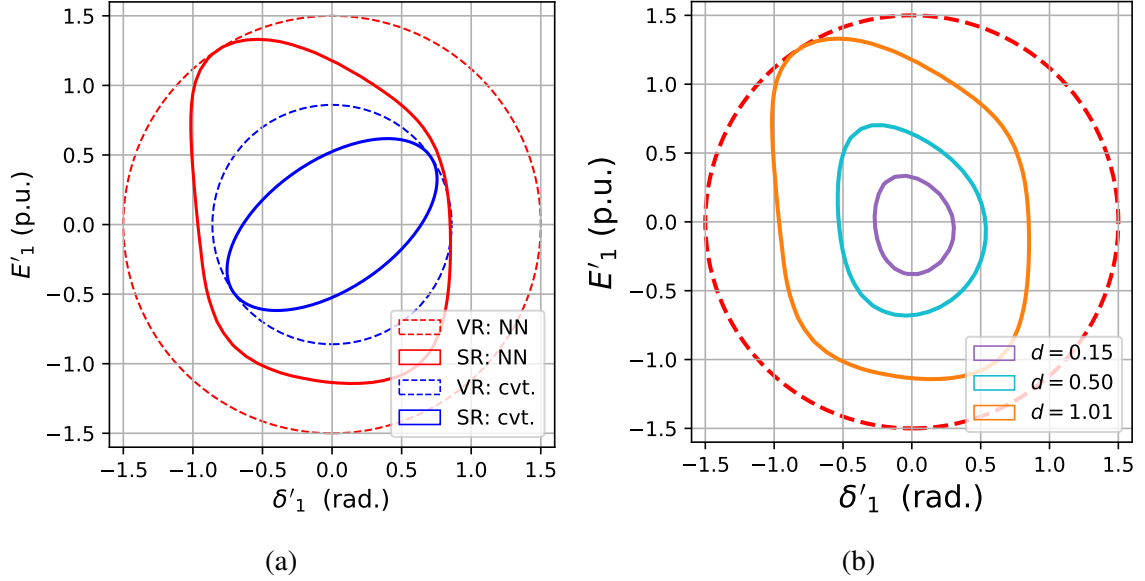 1.5
1.0
0.5
0.0
−0.5
−1.0
−1.5
E′₁ (p.u.)
−1.5 −1.0 −0.5 0.0 0.5 1.0 1.5
δ′₁ (rad.)
VR: NN
SR: NN
VR: cvt.
SR: cvt.
(a)
1.5
1.0
0.5
0.0
−0.5
−1.0
−1.5
E′₁ (p.u.)
−1.5 −1.0 −0.5 0.0 0.5 1.0 1.5
δ′₁ (rad.)
d = 0.15
d = 0.50
d = 1.01
(b)